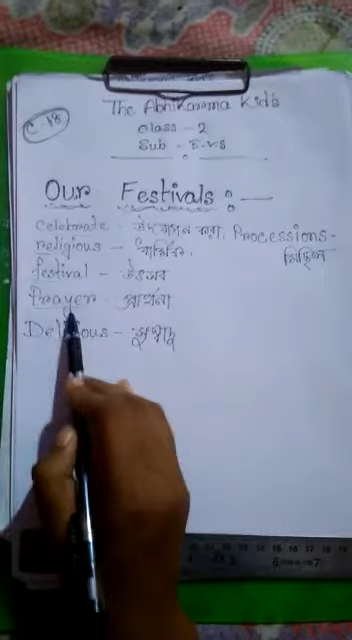 C-18
The Abhikarma Kid's
Class - 2
Sub - E.V.S
Our Festivals :-
Celebrate - উদযাপন করা, Processions -
religious - ধার্মিক. মিছিল
festival - উৎসব
Prayer - প্রার্থনা
Delicious - সুস্বাদু